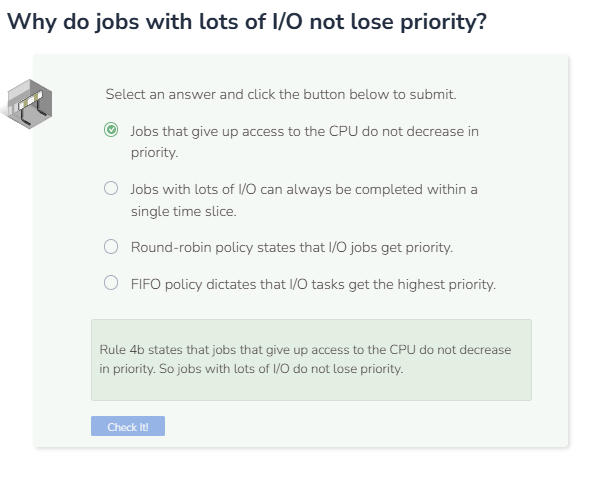 Why do jobs with lots of I/O not lose priority?
Select an answer and click the button below to submit.
Jobs that give up access to the CPU do not decrease in
priority.
Jobs with lots of I/O can always be completed within a
single time slice.
Round-robin policy states that I/O jobs get priority.
FIFO policy dictates that I/O tasks get the highest priority.
Rule 4b states that jobs that give up access to the CPU do not decrease
in priority. So jobs with lots of I/O do not lose priority.
Check It!